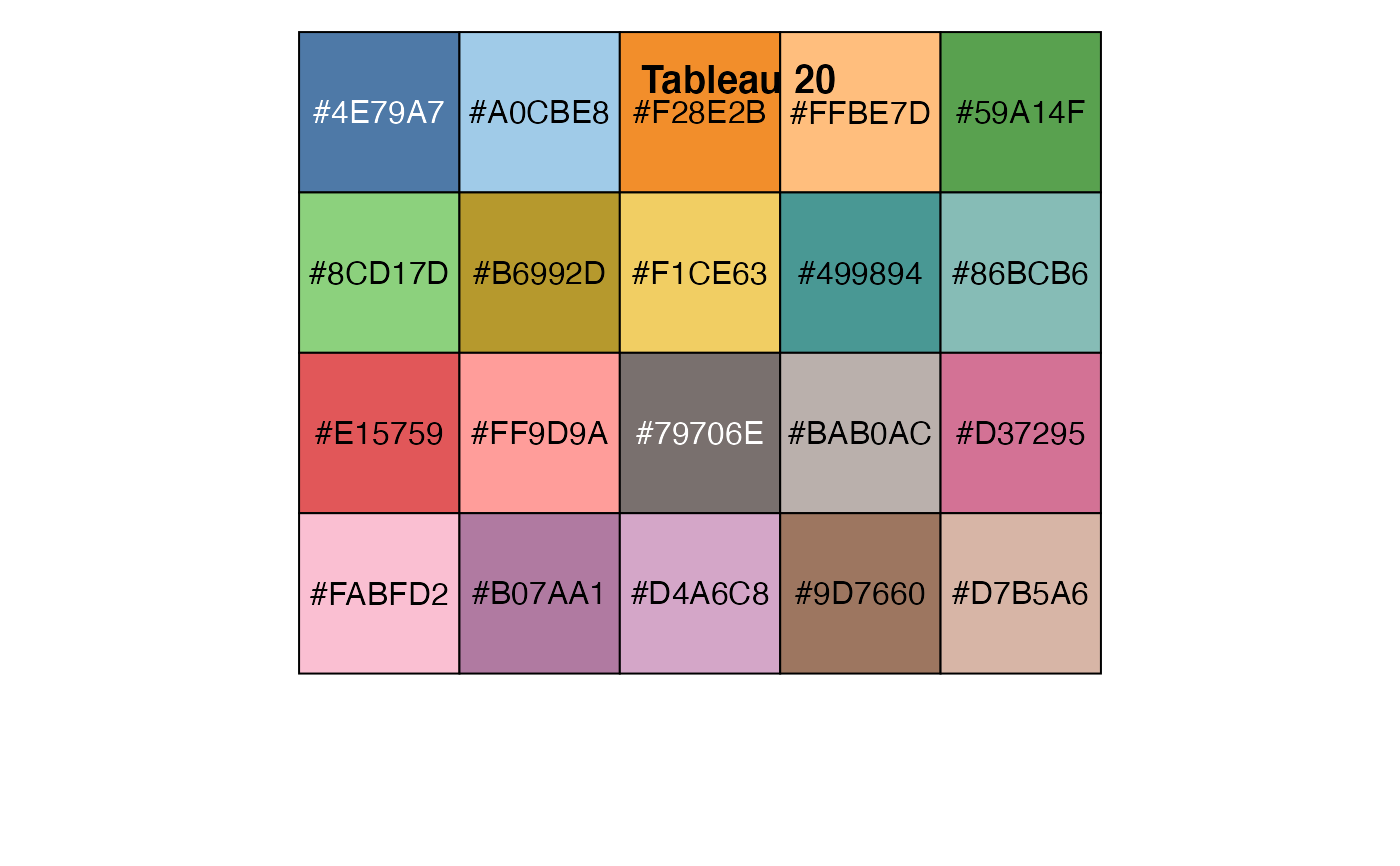 Tableau 20
#4E79A7 #A0CBE8 #F28E2B #FFBE7D #59A14F
#8CD17D #B6992D #F1CE63 #499894 #86BCB6
#E15759 #FF9D9A #79706E #BAB0AC #D37295
#FABFD2 #B07AA1 #D4A6C8 #9D7660 #D7B5A6